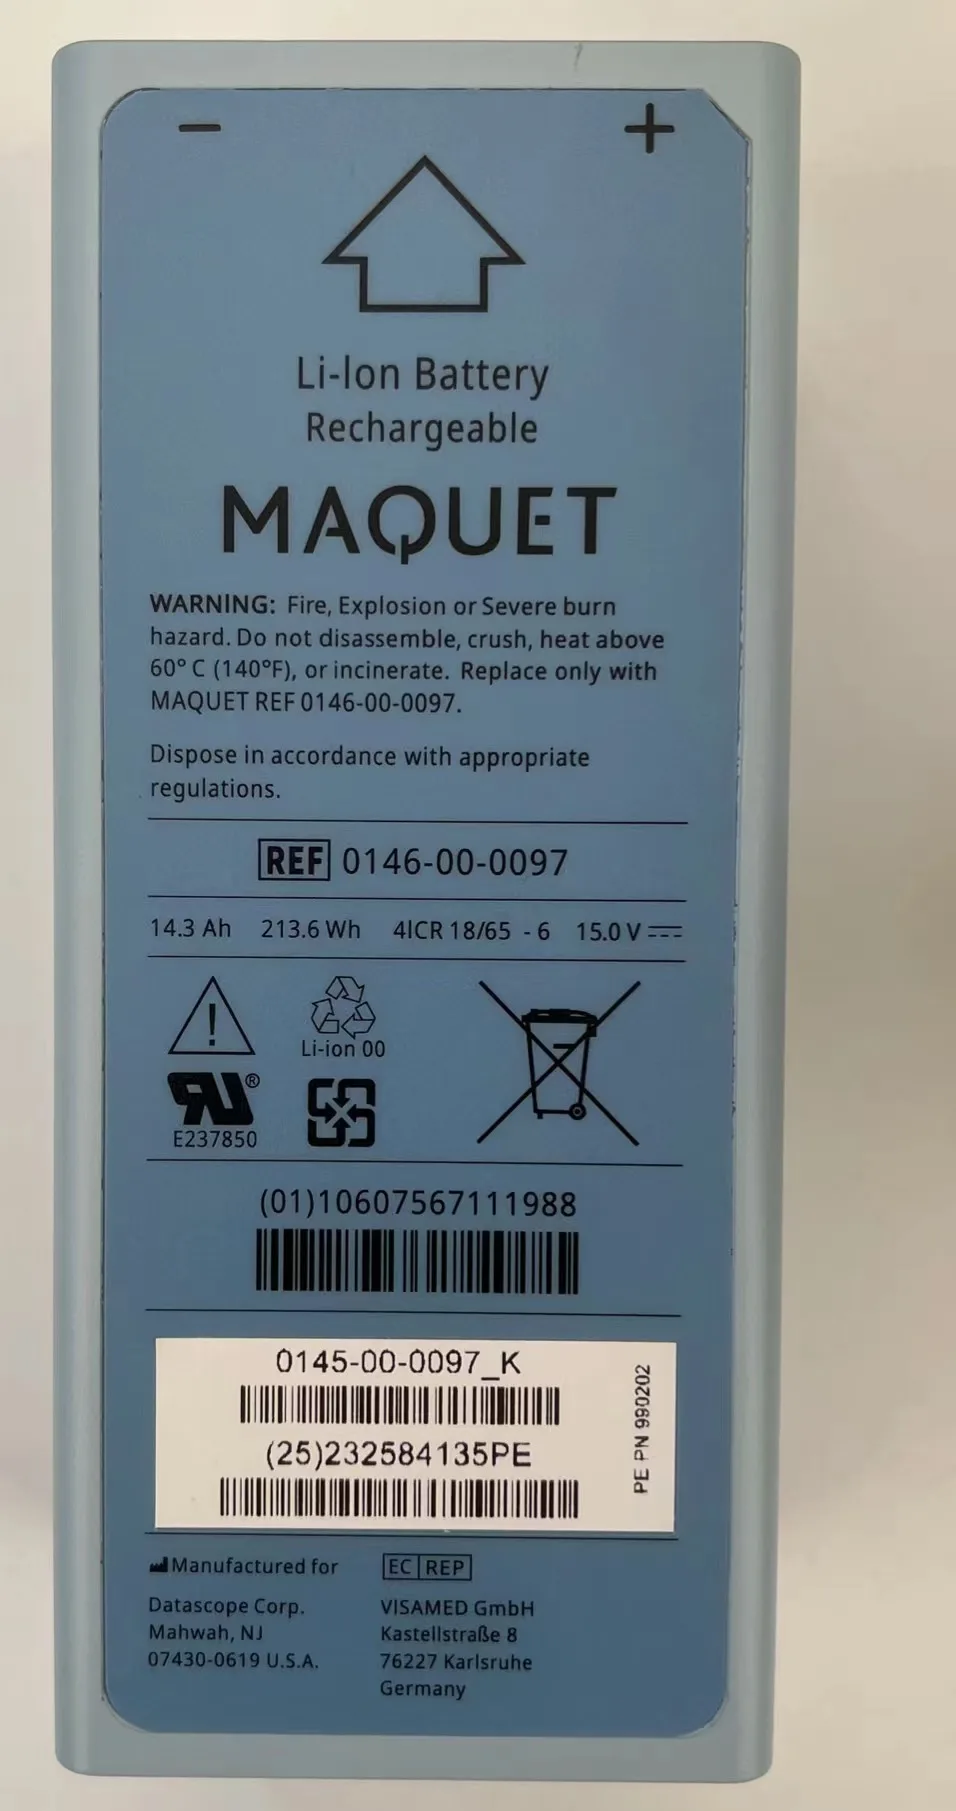 − +
Li-Ion Battery
Rechargeable
MAQUET
WARNING: Fire, Explosion or Severe burn
hazard. Do not disassemble, crush, heat above
60° C (140°F), or incinerate. Replace only with
MAQUET REF 0146-00-0097.
Dispose in accordance with appropriate
regulations.
REF 0146-00-0097
14.3 Ah 213.6 Wh 4ICR 18/65 - 6 15.0 V
Li-ion 00
®
E237850
(01)10607567111988
0145-00-0097_K
(25)232584135PE
PE PN 990202
Manufactured for
Datascope Corp.
Mahwah, NJ
07430-0619 U.S.A.
EC REP
VISAMED GmbH
Kastellstraße 8
76227 Karlsruhe
Germany